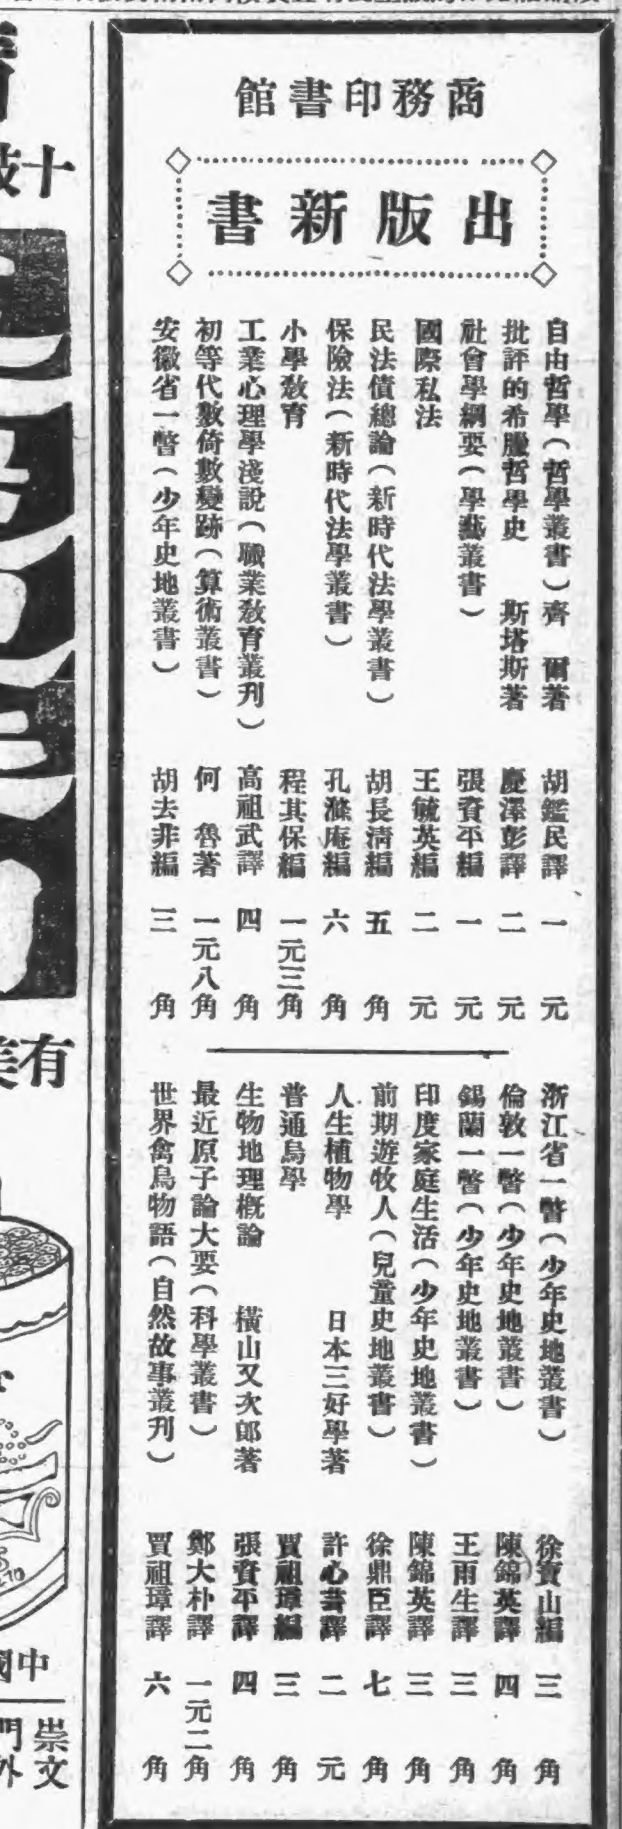 商務印書館
出版新書
自由哲學(哲學叢書)齊 爾著 胡鑑民譯 一元
批評的希臘哲學史 斯塔斯著 慶澤彭譯 二元
社會學綱要(學藝叢書) 張資平編 一元
國際私法 王毓英編 二元
民法債總論(新時代法學叢書) 胡長清編 五角
保險法(新時代法學叢書) 孔滌庵編 六角
小學教育 程其保編 一元三角
工業心理學淺說(職業敎育叢刊) 高祖武譯 四角
初等代數倚數變跡(算術叢書) 何 魯著 一元八角
安徽省一瞥(少年史地叢書) 胡去非編 三角
浙江省一瞥(少年史地叢書) 徐寶山編 三角
倫敦一瞥(少年史地叢書) 陳錦英譯 四角
錫蘭一瞥(少年史地叢書) 王雨生譯 三角
印度家庭生活(少年史地叢書) 陳錦英譯 三角
前期遊牧人(兒童史地叢書) 徐鼎臣譯 七角
人生植物學 日本三好學著 許心芸譯 二元
普通鳥學 賈祖璋編 三角
生物地理概論 橫山又次郎著 張資平譯 四角
最近原子論大要(科學叢書) 鄭大朴譯 一元二角
世界禽鳥物語(自然故事叢刊) 賈祖璋譯 六角
十
有
中國
崇文
門外